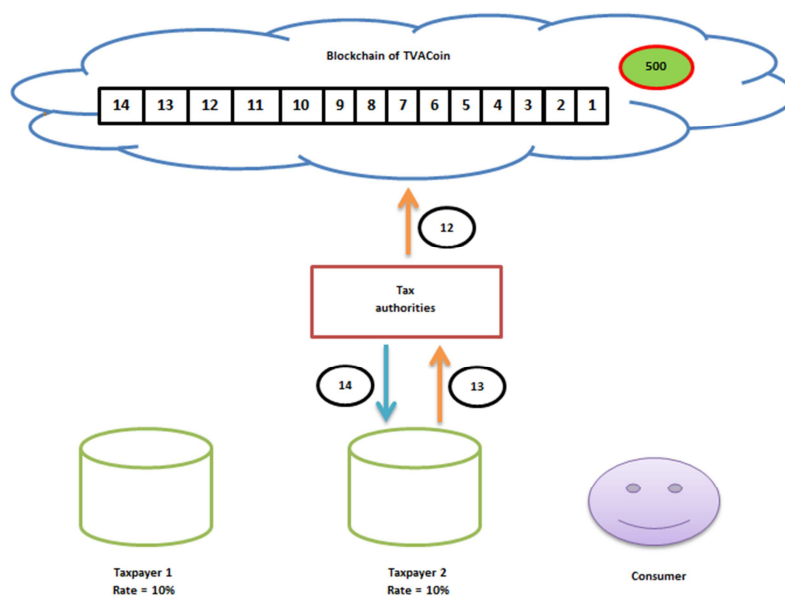 Blockchain of TVACoin
500
14 13 12 11 10 9 8 7 6 5 4 3 2 1
12
Tax
authorities
14
13
Taxpayer 1
Rate = 10%
Taxpayer 2
Rate = 10%
Consumer